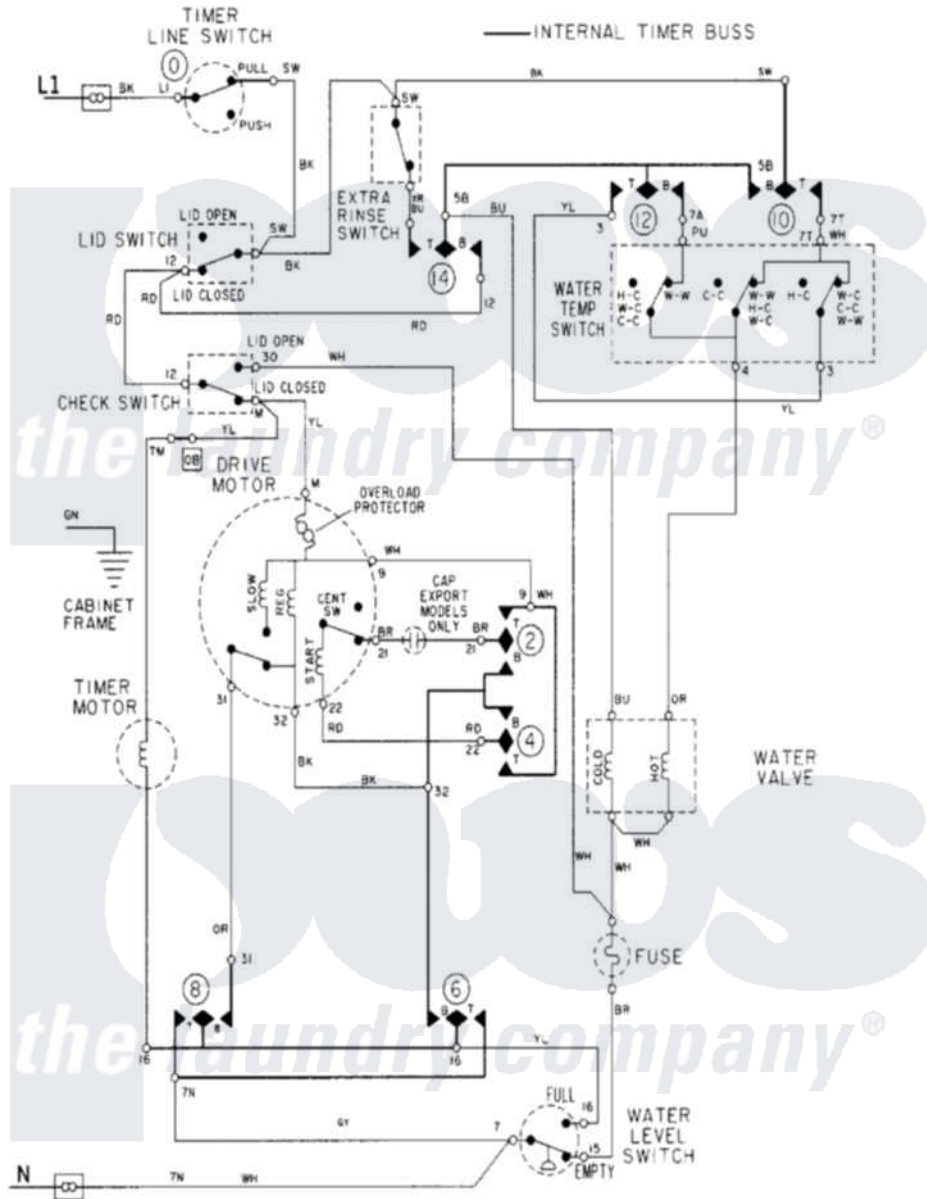 TIMER
LINE SWITCH
INTERNAL TIMER BUSS
0
PULL
SW
L1
BK
LI
PUSH
BK
SW
SW
BK
LID OPEN
LID SWITCH
SW
BK
12
LID CLOSED
RD
RD
RD
12
EXTRA
RINSE
SWITCH
XR
BU
5B
BU
T
B
14
YL
3
T
B
12
7A
PU
5B
B
T
10
7T
7T
WH
WATER
TEMP
SWITCH
H-C
W-C
C-C
W-W
C-C
W-W
H-C
W-C
H-C
W-C
C-C
W-W
4
3
YL
LID OPEN
30
WH
12
LID CLOSED
CHECK SWITCH
M
YL
YL
TM
OB
DRIVE
MOTOR
M
OVERLOAD
PROTECTOR
GN
CABINET
FRAME
WH
9
SLOW
REG
CENT
SW
START
CAP
EXPORT
MODELS
ONLY
BR
21
BR
21
9
WH
T
2
B
31
32
22
RD
RD
22
B
4
T
TIMER
MOTOR
BK
BK
32
BU
OR
COLD
HOT
WATER
VALVE
WH
WH
WH
OR
31
FUSE
BR
8
T
B
6
B
T
16
16
YL
7N
GY
7
FULL
16
15
EMPTY
WATER
LEVEL
SWITCH
N
7N
WH
the laundry company®
the laundry company®